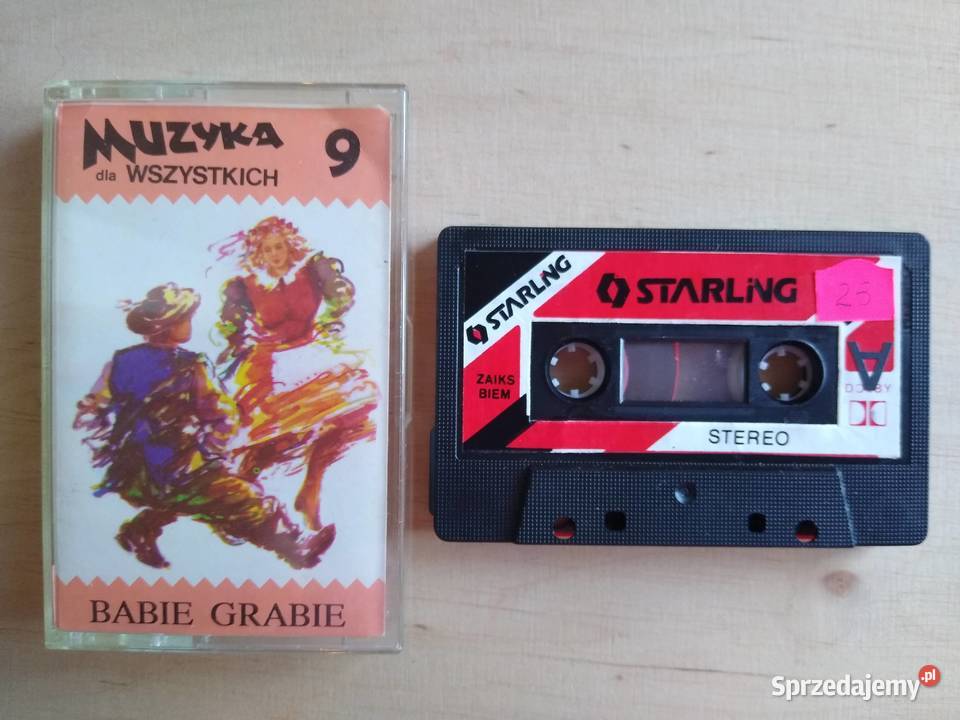 MUZYKA 9
dla WSZYSTKICH
BABIE GRABIE
STARLING
STARLING
25
ZAIKS
BIEM
A
DOLBY
STEREO
Sprzedajemy.pl